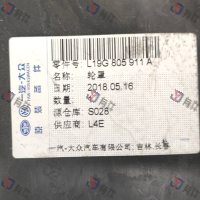 一汽-大众
零件号: L19G 805 911 A
名称: 轮罩
日期: 2018.05.16
数量:
源仓库: S028
供应商: L4E
一汽-大众汽车有限公司: 吉林.长春